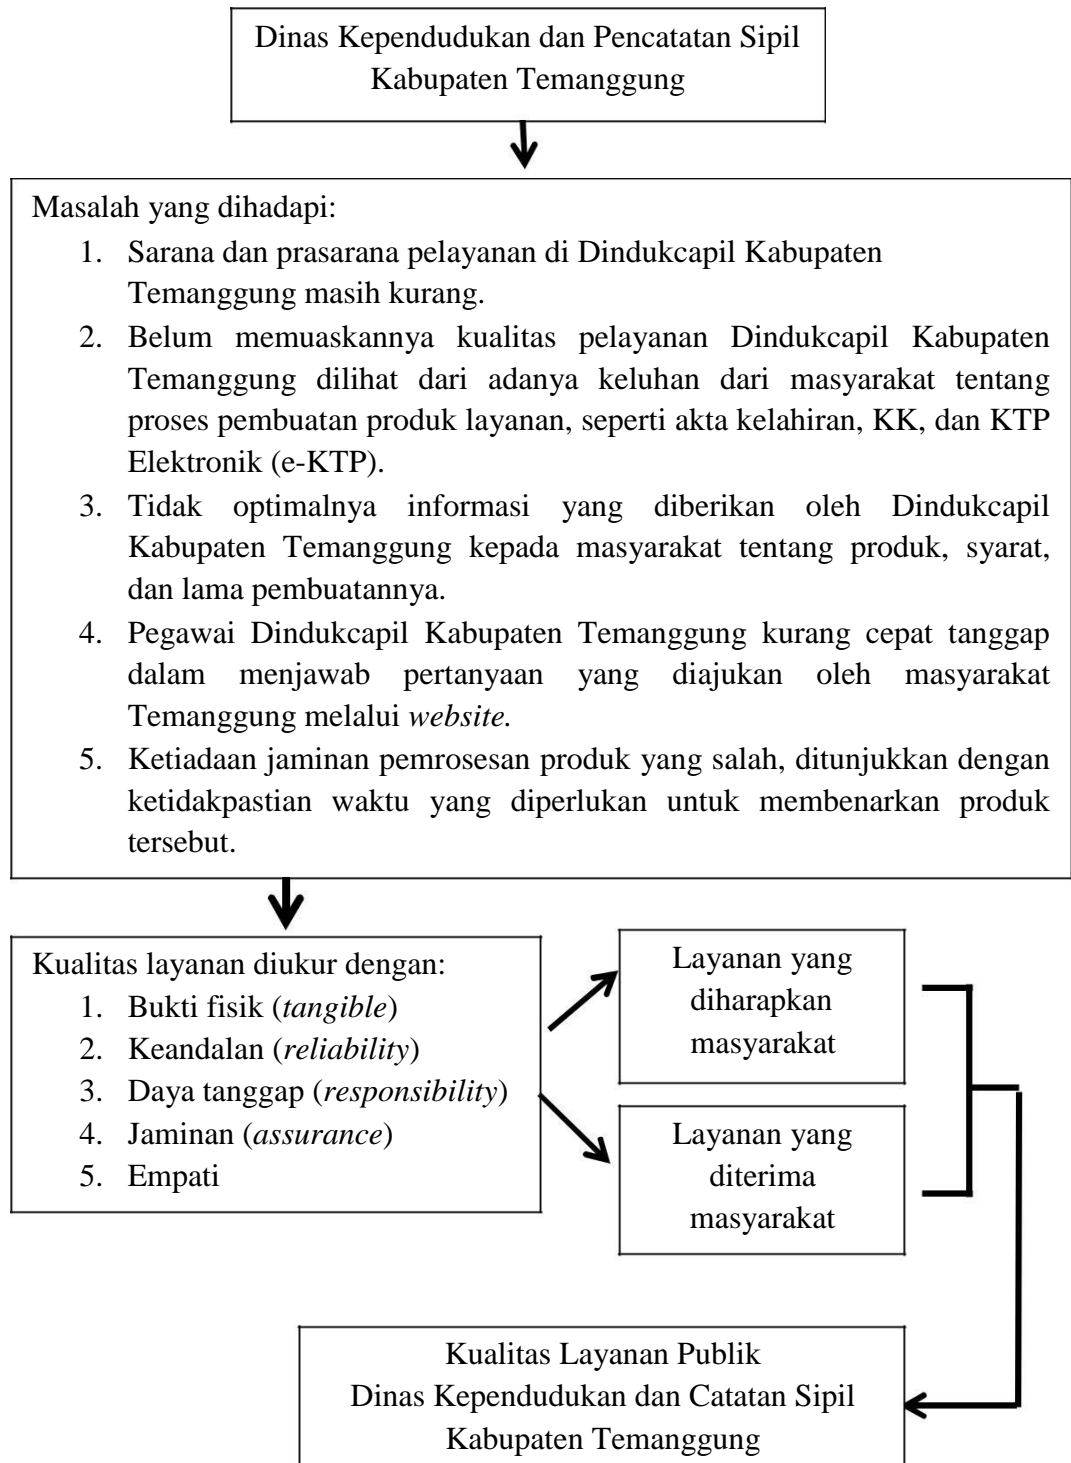 Dinas Kependudukan dan Pencatatan Sipil
Kabupaten Temanggung
Masalah yang dihadapi:
1. Sarana dan prasarana pelayanan di Dindukcapil Kabupaten
Temanggung masih kurang.
2. Belum memuaskannya kualitas pelayanan Dindukcapil Kabupaten
Temanggung dilihat dari adanya keluhan dari masyarakat tentang
proses pembuatan produk layanan, seperti akta kelahiran, KK, dan KTP
Elektronik (e-KTP).
3. Tidak optimalnya informasi yang diberikan oleh Dindukcapil
Kabupaten Temanggung kepada masyarakat tentang produk, syarat,
dan lama pembuatannya.
4. Pegawai Dindukcapil Kabupaten Temanggung kurang cepat tanggap
dalam menjawab pertanyaan yang diajukan oleh masyarakat
Temanggung melalui website.
5. Ketiadaan jaminan pemrosesan produk yang salah, ditunjukkan dengan
ketidakpastian waktu yang diperlukan untuk membenarkan produk
tersebut.
Kualitas layanan diukur dengan:
1. Bukti fisik (tangible)
2. Keandalan (reliability)
3. Daya tanggap (responsibility)
4. Jaminan (assurance)
5. Empati
Layanan yang
diharapkan
masyarakat
Layanan yang
diterima
masyarakat
Kualitas Layanan Publik
Dinas Kependudukan dan Catatan Sipil
Kabupaten Temanggung